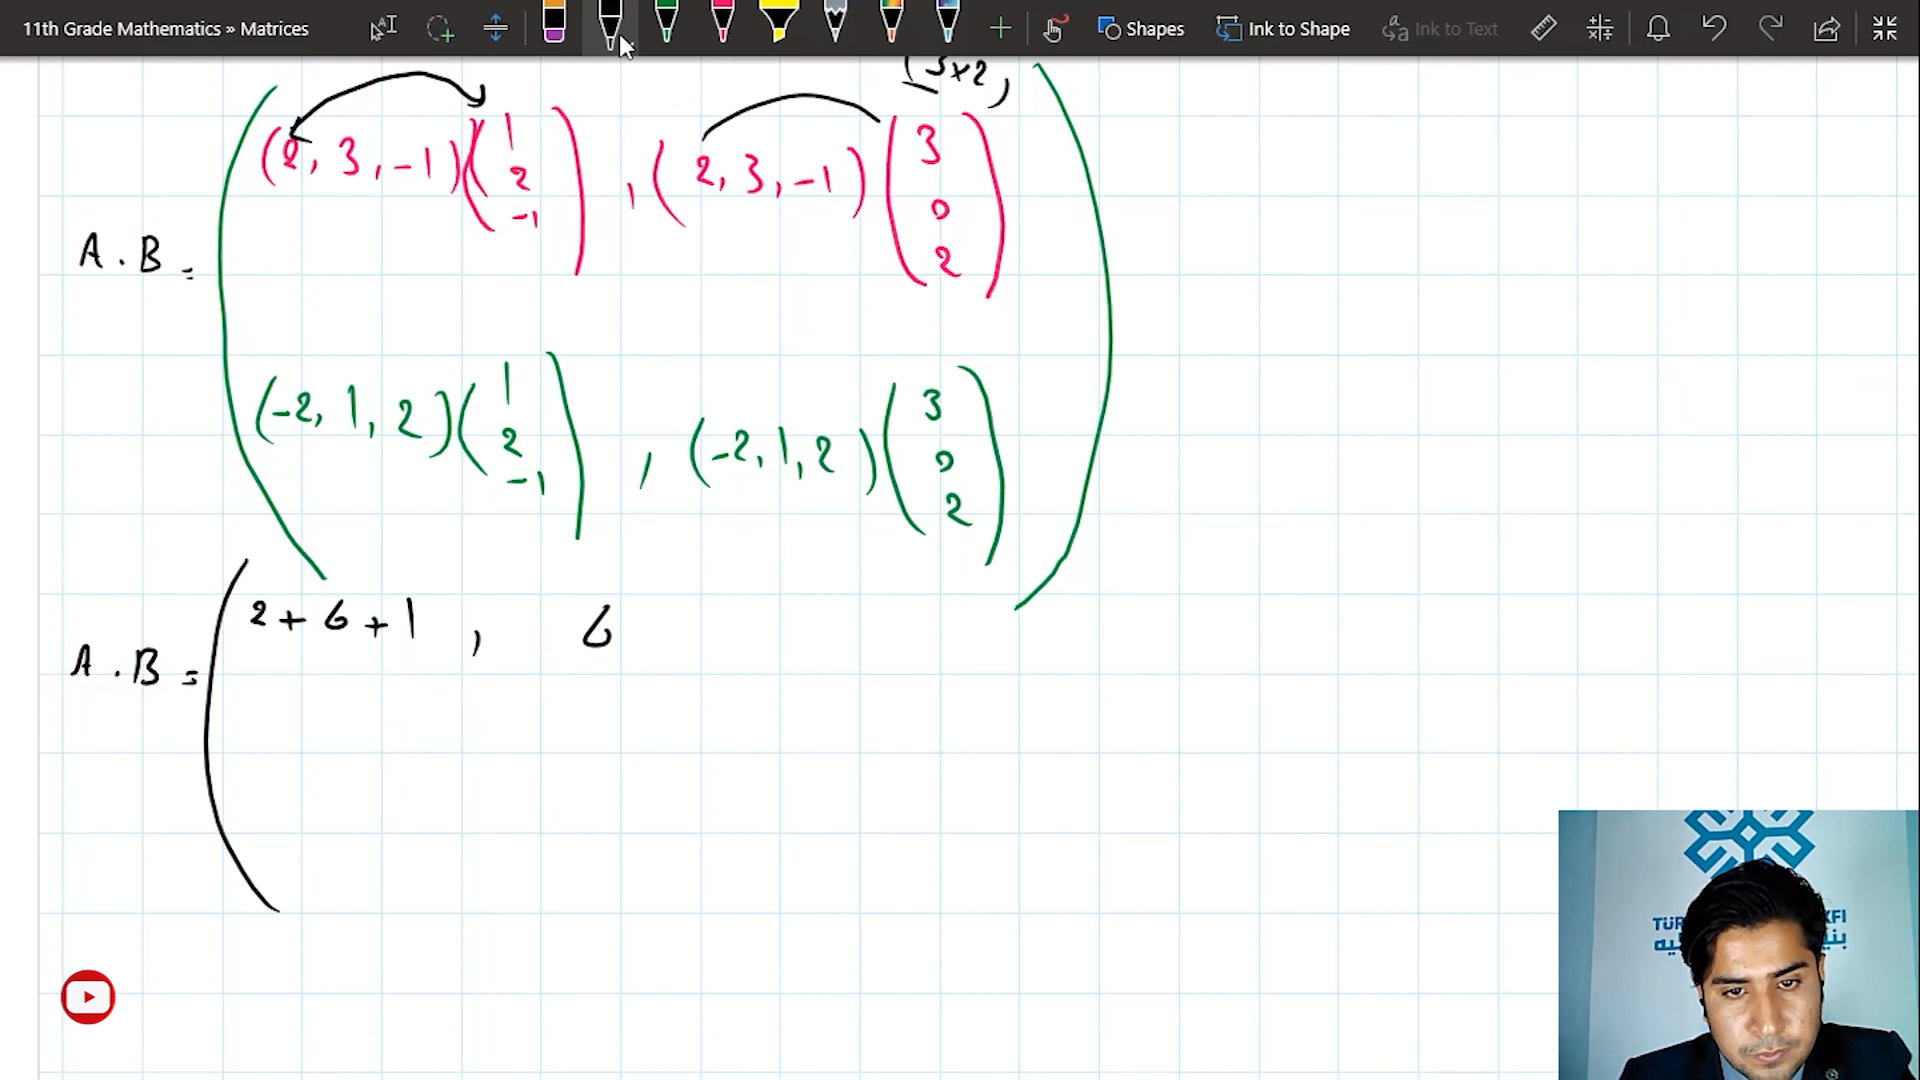 11th Grade Mathematics » Matrices Shapes Ink to Shape Ink to Text
(3×2)
(2, 3, -1) (1 2 -1) , (2, 3, -1) (3 0 2)
A . B =
(-2, 1, 2) (1 2 -1) , (-2, 1, 2) (3 0 2)
A . B = ( 2 + 6 + 1 , 6